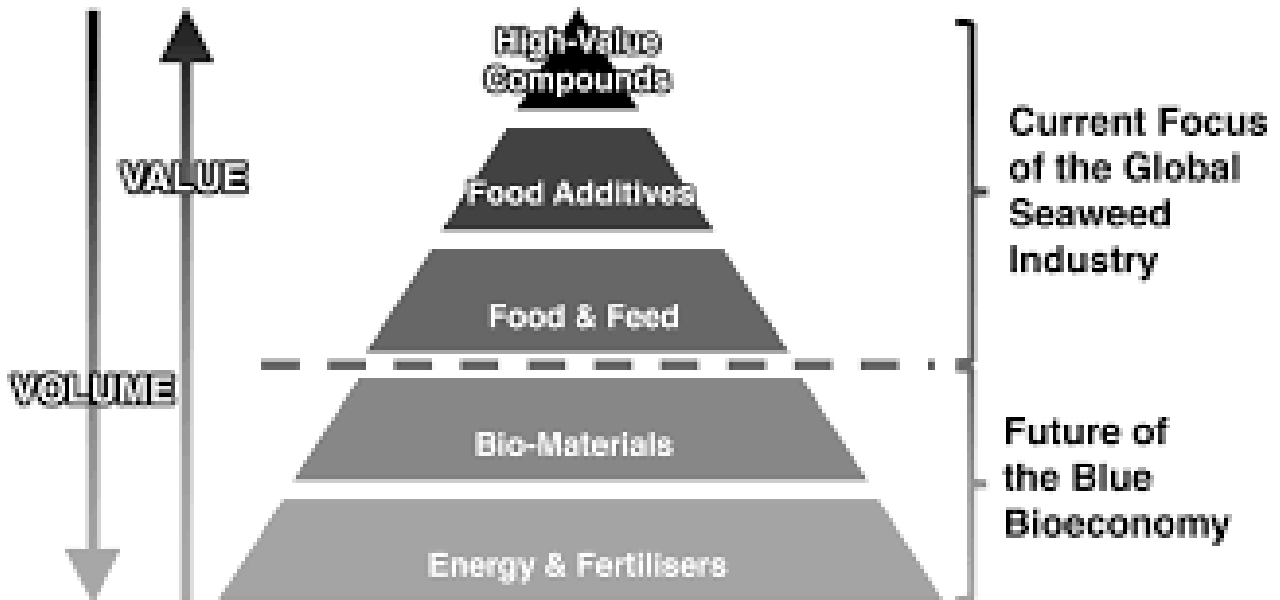 High-Value
Compounds
VALUE
Food Additives
Current Focus
of the Global
Seaweed
Industry
Food & Feed
VOLUME
Bio-Materials
Future of
the Blue
Bioeconomy
Energy & Fertilisers